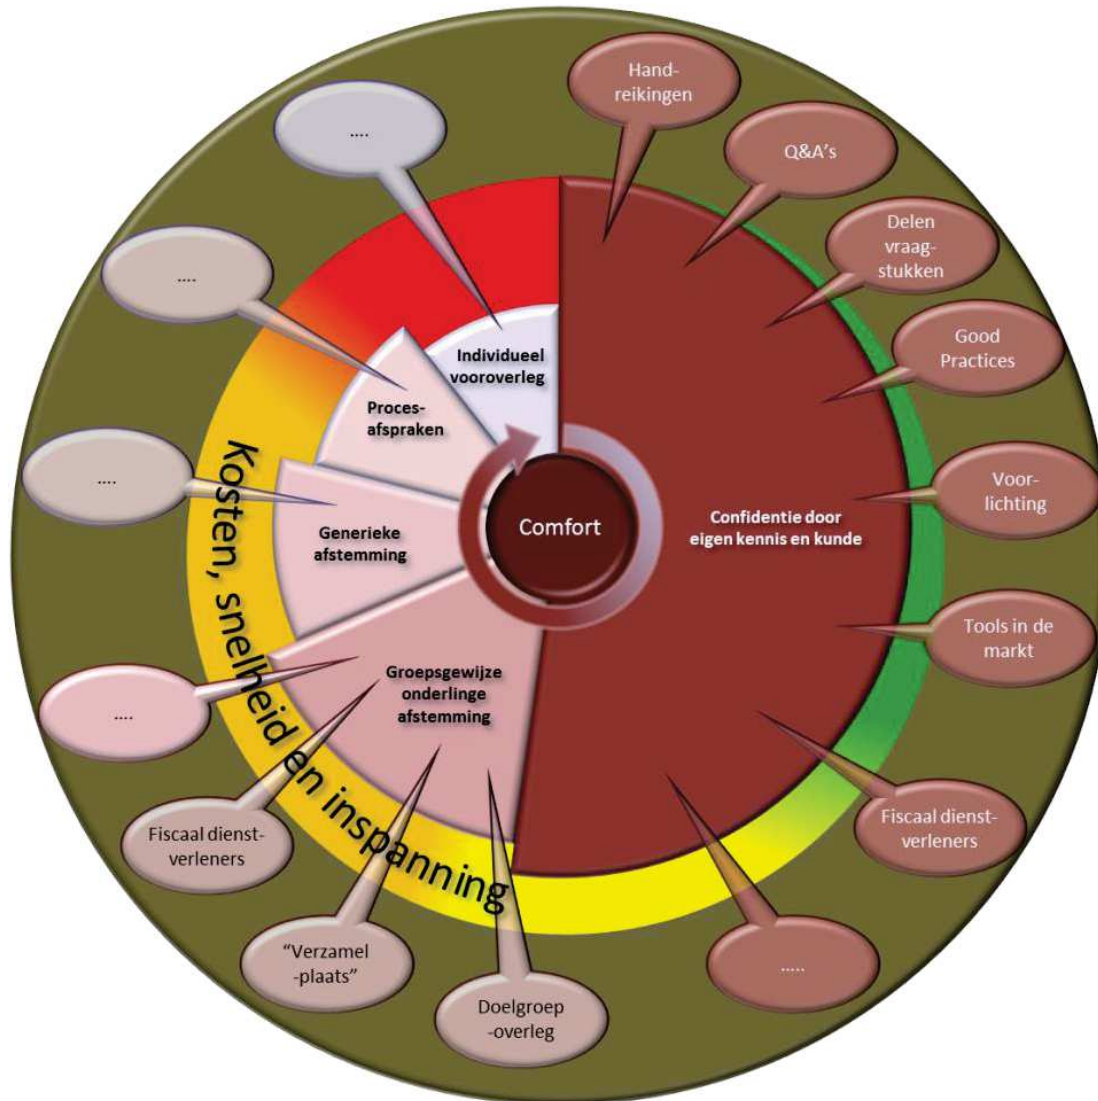 Hand-
reikingen
Q&A's
Delen
vraag-
stukken
Good
Practices
Voor-
lichting
Tools in de
markt
Fiscaal dienst-
verleners
.....
Doelgroep
-overleg
“Verzamel
-plaats”
Fiscaal dienst-
verleners
....
....
....
....
Individueel
vooroverleg
Proces-
afspraken
Generieke
afstemming
Groepsgewijze
onderlinge
afstemming
Confidentie door
eigen kennis en kunde
Comfort
Kosten, snelheid en inspanning